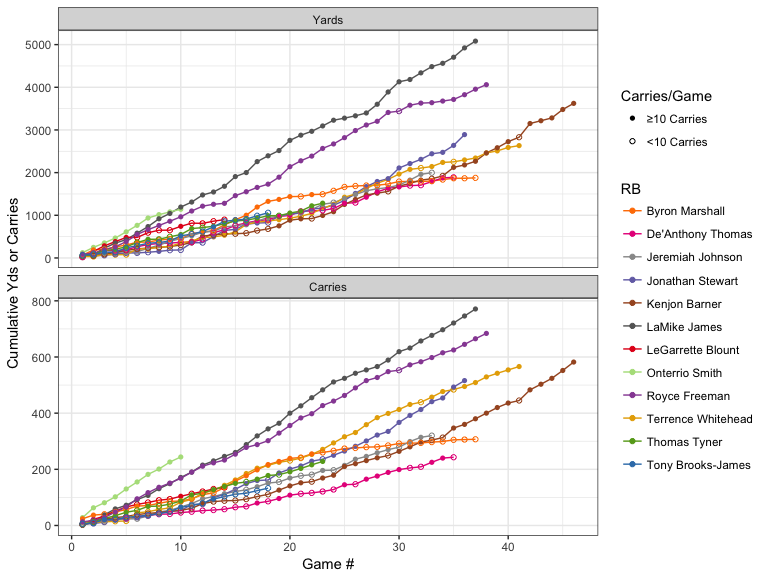 Yards
5000
4000
3000
2000
1000
0
Carries
800
600
400
200
0
0 10 20 30 40
Game #
Cumulative Yds or Carries
Carries/Game
≥10 Carries
<10 Carries
RB
Byron Marshall
De'Anthony Thomas
Jeremiah Johnson
Jonathan Stewart
Kenjon Barner
LaMike James
LeGarrette Blount
Onterrio Smith
Royce Freeman
Terrence Whitehead
Thomas Tyner
Tony Brooks-James